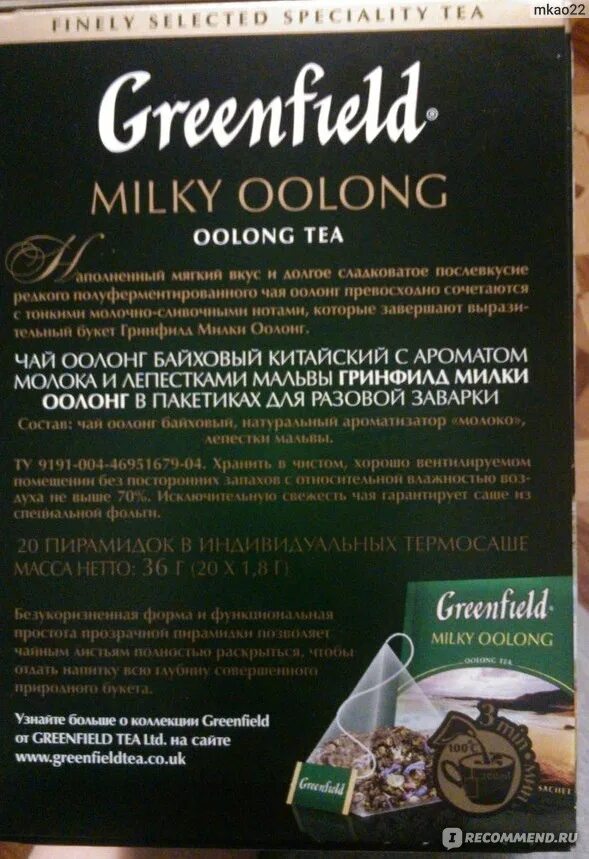 mkao22
FINELY SELECTED SPECIALITY TEA
Greenfield®
MILKY OOLONG
OOLONG TEA
Наполненный мягкий вкус и долгое сладковатое послевкусие
редкого полуферментированного чая оолонг превосходно сочетаются
с тонкими молочно-сливочными нотами, которые завершают вырази-
тельный букет Гринфилд Милки Оолонг.
ЧАЙ ООЛОНГ БАЙХОВЫЙ КИТАЙСКИЙ С АРОМАТОМ
МОЛОКА И ЛЕПЕСТКАМИ МАЛЬВЫ ГРИНФИЛД МИЛКИ
ООЛОНГ В ПАКЕТИКАХ ДЛЯ РАЗОВОЙ ЗАВАРКИ
Состав: чай оолонг байховый, натуральный ароматизатор «молоко»,
лепестки мальвы.
ТУ 9191-004-46951679-04. Хранить в чистом, хорошо вентилируемом
помещении без посторонних запахов с относительной влажностью воз-
духа не выше 70%. Исключительную свежесть чая гарантирует саше из
специальной фольги.
20 ПИРАМИДОК В ИНДИВИДУАЛЬНЫХ ТЕРМОСАШЕ
МАССА НЕТТО: 36 Г (20 X 1,8 Г)
Безукоризненная форма и функциональная
простота прозрачной пирамидки позволяет
чайным листьям полностью раскрыться, чтобы
отдать напитку всю глубину совершенного
природного букета.
Узнайте больше о коллекции Greenfield
от GREENFIELD TEA Ltd. на сайте
www.greenfieldtea.co.uk
Greenfield®
MILKY OOLONG
OOLONG TEA
3 min
мин
100°C
200ml
SACHET
Greenfield
IRECOMMEND.RU